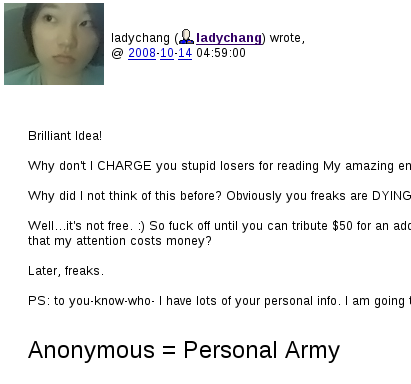 ladychang (ladychang) wrote,
@ 2008-10-14 04:59:00
Brilliant Idea!
Why don't I CHARGE you stupid losers for reading My amazing
Why did I not think of this before? Obviously you freaks are DYING
Well...it's not free. :) So fuck off until you can tribute $50 for an
that my attention costs money?
Later, freaks.
PS: to you-know-who- I have lots of your personal info. I am going
Anonymous = Personal Army